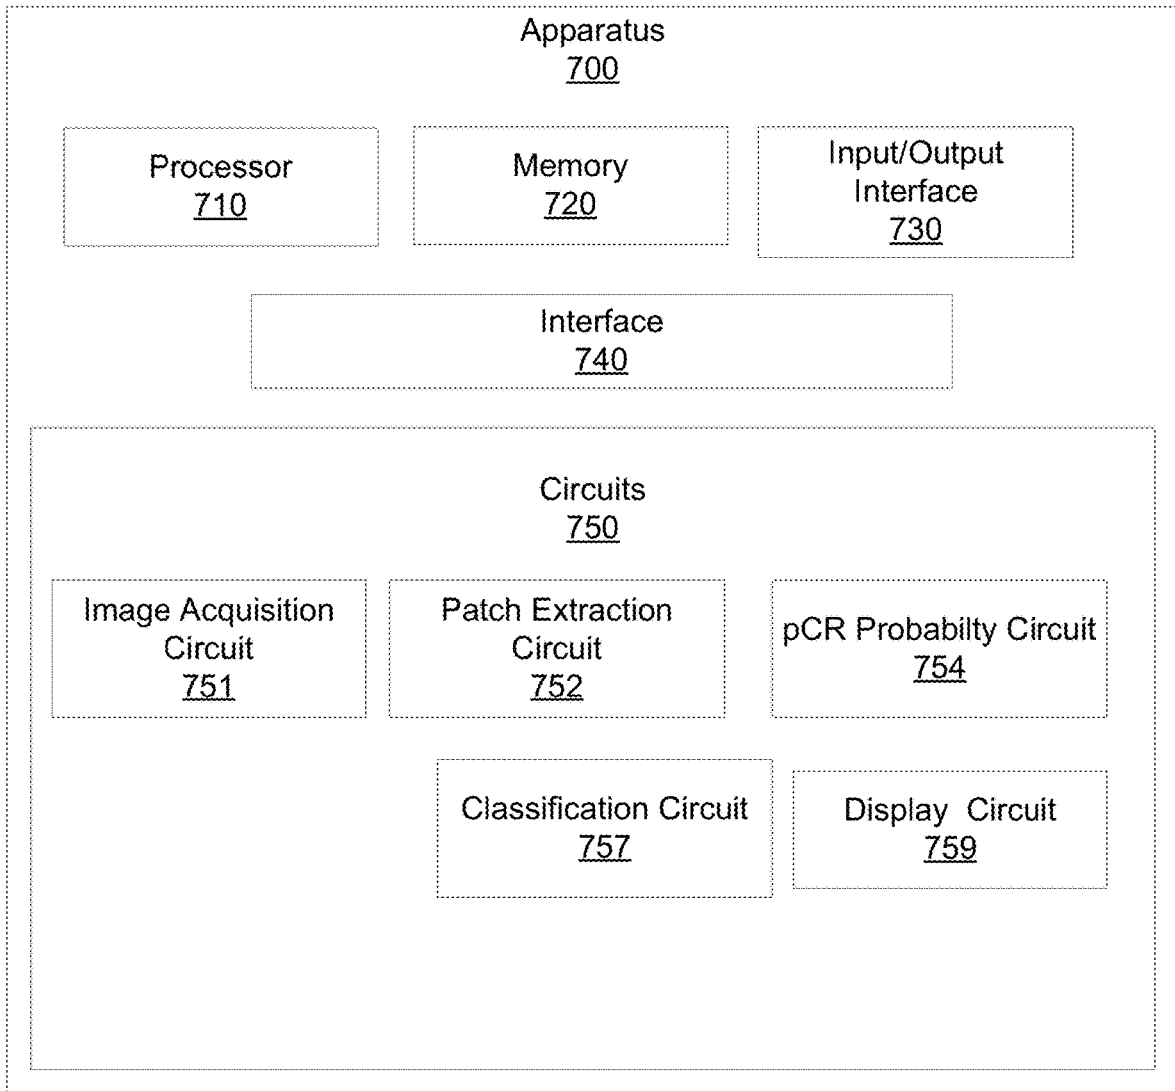 Apparatus
700
Processor
710
Memory
720
Input/Output
Interface
730
Interface
740
Circuits
750
Image Acquisition
Circuit
751
Patch Extraction
Circuit
752
pCR Probabilty Circuit
754
Classification Circuit
757
Display Circuit
759